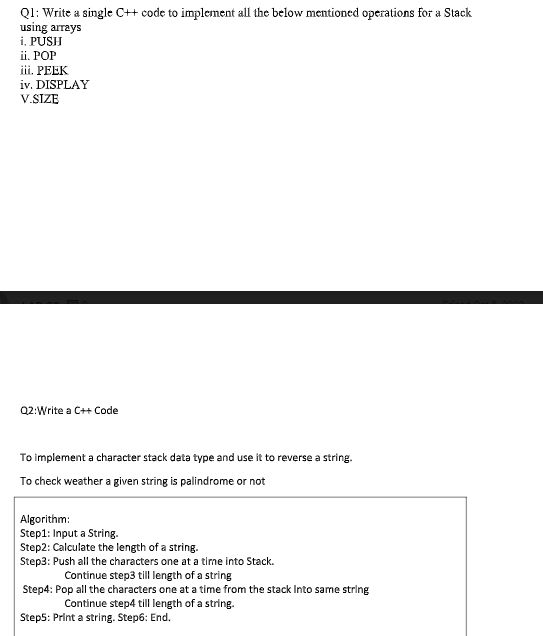 Q1: Write a single C++ code to implement all the below mentioned operations for a Stack
using arrays
i. PUSH
ii. POP
iii. PEEK
iv. DISPLAY
V.SIZE
Q2:Write a C++ Code
To implement a character stack data type and use it to reverse a string.
To check weather a given string is palindrome or not
Algorithm:
Step1: Input a String.
Step2: Calculate the length of a string.
Step3: Push all the characters one at a time into Stack.
Continue step3 till length of a string
Step4: Pop all the characters one at a time from the stack into same string
Continue step4 till length of a string.
Step5: Print a string. Step6: End.